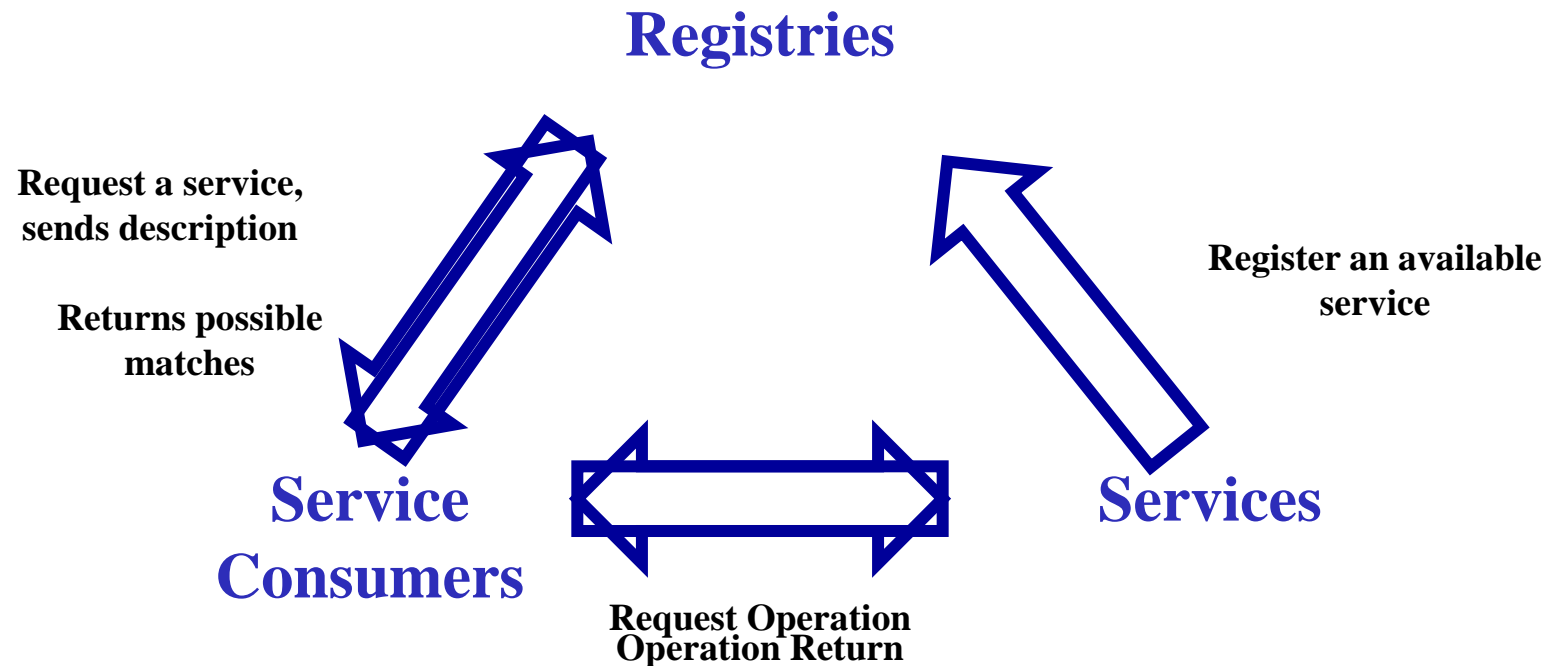 Registries
Request a service,
sends description
Returns possible
matches
Register an available
service
Service
Consumers
Services
Request Operation
Operation Return